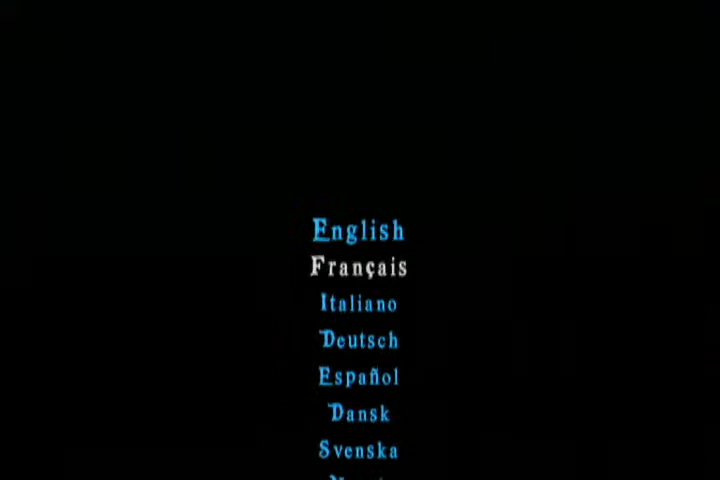 English
Français
Italiano
Deutsch
Español
Dansk
Svenska